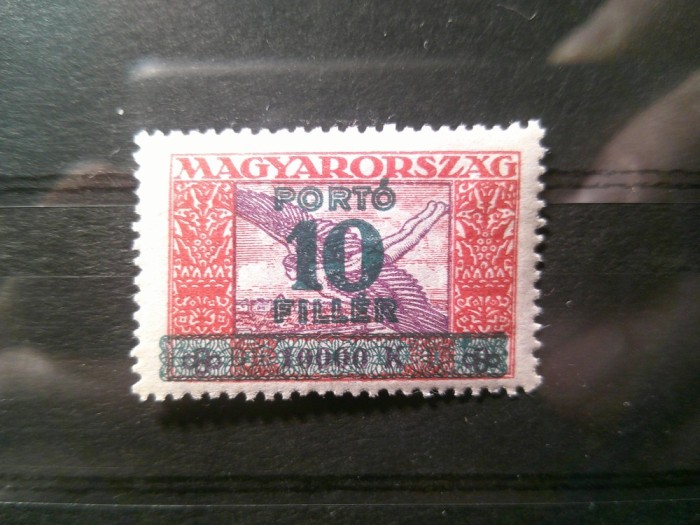 MAGYARORSZÁG
PORTÓ
10
FILLÉR
10000 K